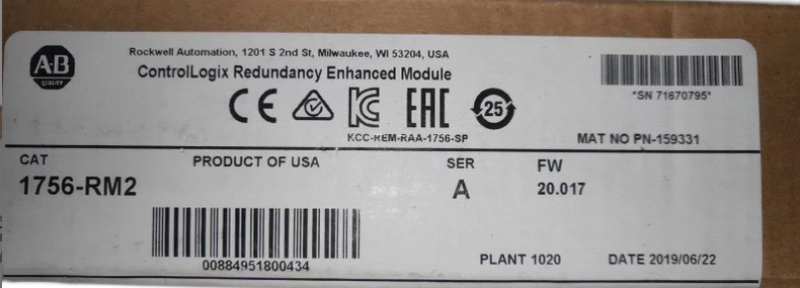 A·B
QUALITY
Rockwell Automation, 1201 S 2nd St, Milwaukee, WI 53204, USA
ControlLogix Redundancy Enhanced Module
CE
EAC
25
KCC-REM-RAA-1756-SP
*SN 71670795*
MAT NO PN-159331
CAT
1756-RM2
PRODUCT OF USA
SER
A
FW
20.017
00884951800434
PLANT 1020
DATE 2019/06/22